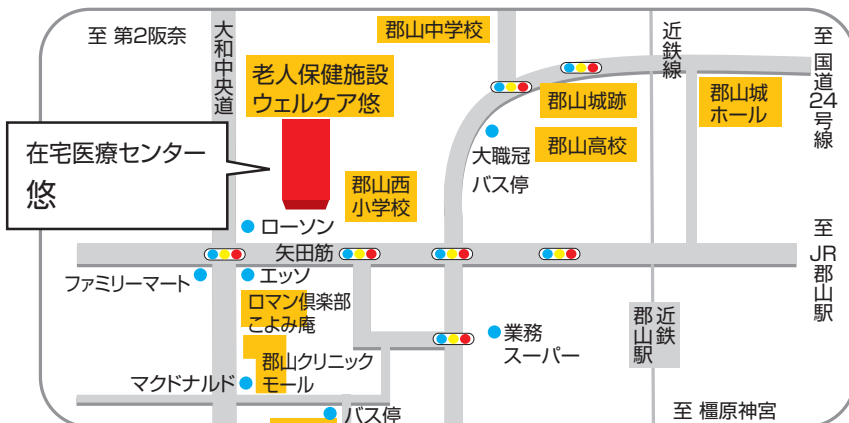 至 第2阪奈
大和中央道
郡山中学校
近鉄線
至 国道24号線
老人保健施設
ウェルケア悠
郡山城跡
郡山城
ホール
在宅医療センター
悠
大職冠
バス停
郡山高校
郡山西
小学校
ローソン
矢田筋
至 JR郡山駅
ファミリーマート
エッソ
ロマン倶楽部
こよみ庵
業務
スーパー
近鉄
郡山駅
郡山クリニック
モール
マクドナルド
バス停
至 橿原神宮